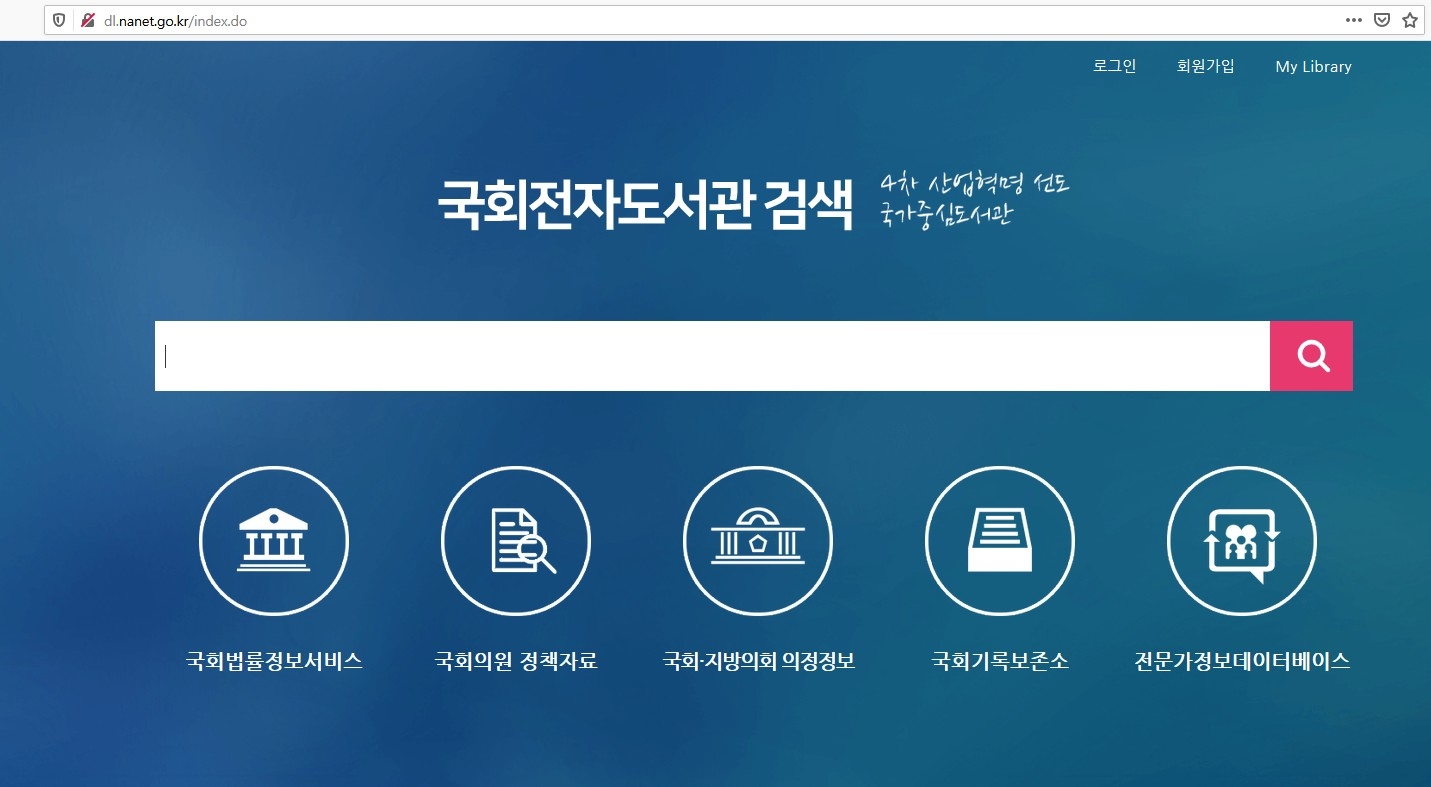 dl.nanet.go.kr/index.do
로그인 회원가입 My Library
국회전자도서관 검색
4차 산업혁명 선도
국가중심도서관
국회법률정보서비스 국회의원 정책자료 국회·지방의회 의정정보 국회기록보존소 전문가정보데이터베이스